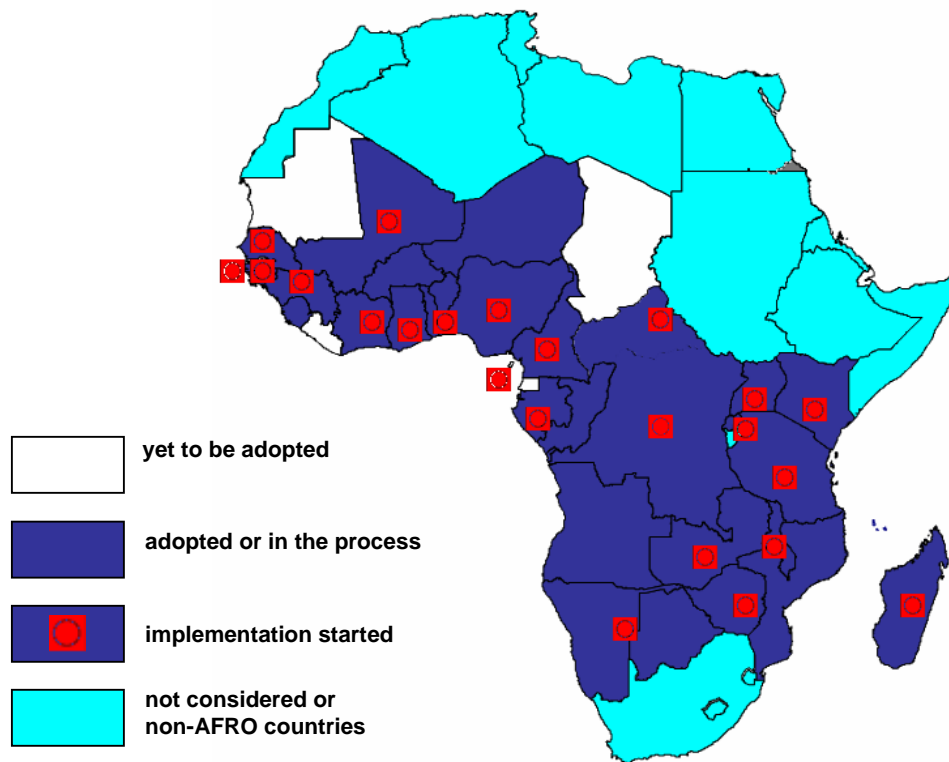 yet to be adopted
adopted or in the process
implementation started
not considered or
non-AFRO countries